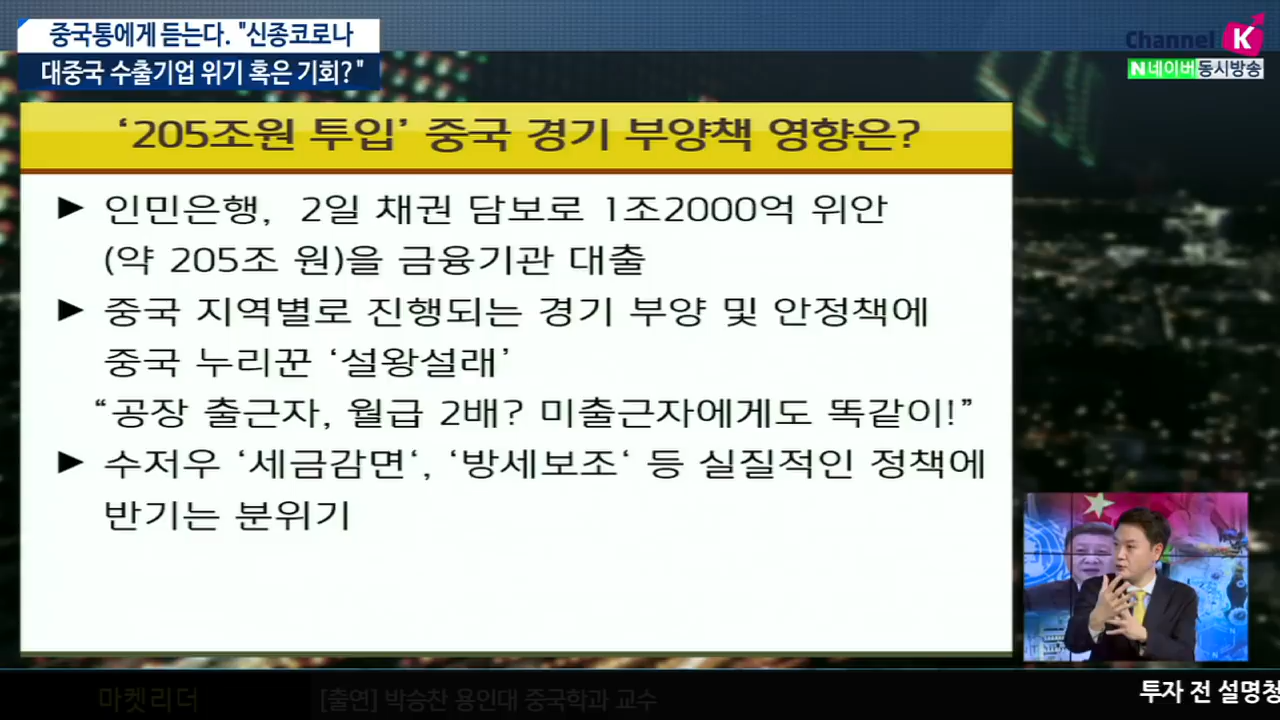 중국통에게 듣는다. "신종코로나
대중국 수출기업 위기 혹은 기회?"
Channel K
N 네이버 동시방송
‘205조원 투입’ 중국 경기 부양책 영향은?
▶ 인민은행, 2일 채권 담보로 1조2000억 위안
(약 205조 원)을 금융기관 대출
▶ 중국 지역별로 진행되는 경기 부양 및 안정책에
중국 누리꾼 ‘설왕설래’
“공장 출근자, 월급 2배? 미출근자에게도 똑같이!”
▶ 수저우 ‘세금감면‘, ‘방세보조‘ 등 실질적인 정책에
반기는 분위기
마켓리더 [출연] 박승찬 용인대 중국학과 교수
투자 전 설명청